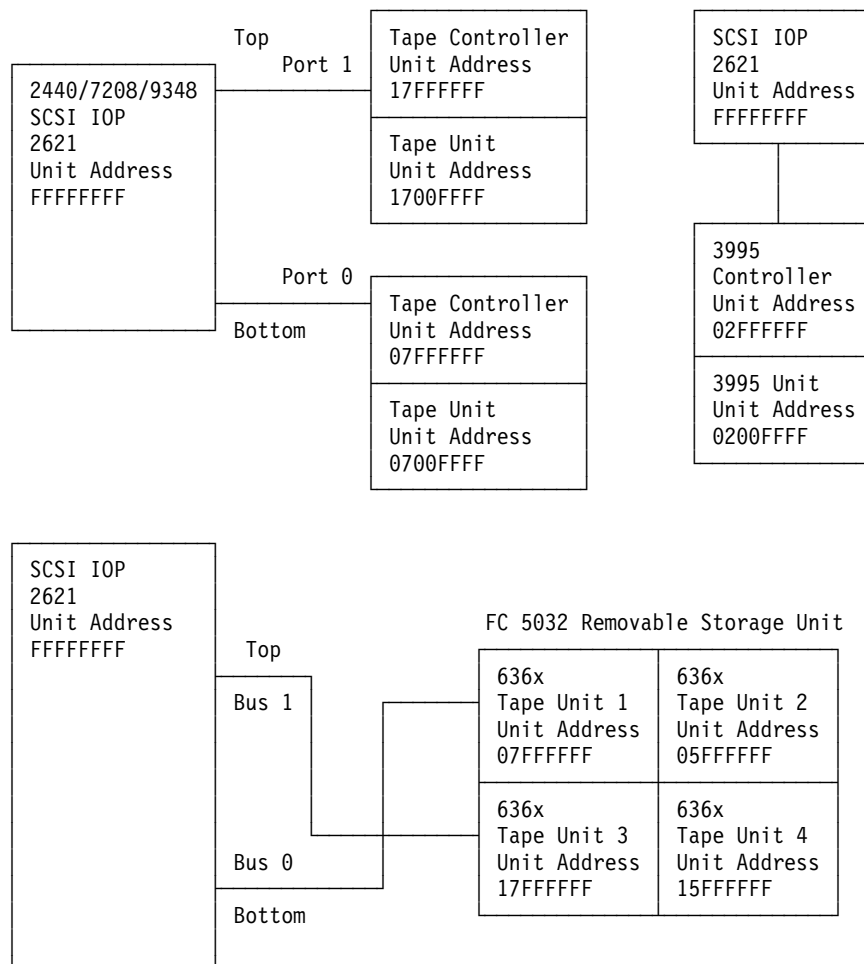 Top
Port 1
2440/7208/9348
SCSI IOP
2621
Unit Address
FFFFFFFF
Tape Controller
Unit Address
17FFFFFF
Tape Unit
Unit Address
1700FFFF
Port 0
Bottom
Tape Controller
Unit Address
07FFFFFF
Tape Unit
Unit Address
0700FFFF
SCSI IOP
2621
Unit Address
FFFFFFFF
3995
Controller
Unit Address
02FFFFFF
3995 Unit
Unit Address
0200FFFF
SCSI IOP
2621
Unit Address
FFFFFFFF
Top
Bus 1
Bus 0
Bottom
FC 5032 Removable Storage Unit
636x
Tape Unit 1
Unit Address
07FFFFFF
636x
Tape Unit 2
Unit Address
05FFFFFF
636x
Tape Unit 3
Unit Address
17FFFFFF
636x
Tape Unit 4
Unit Address
15FFFFFF